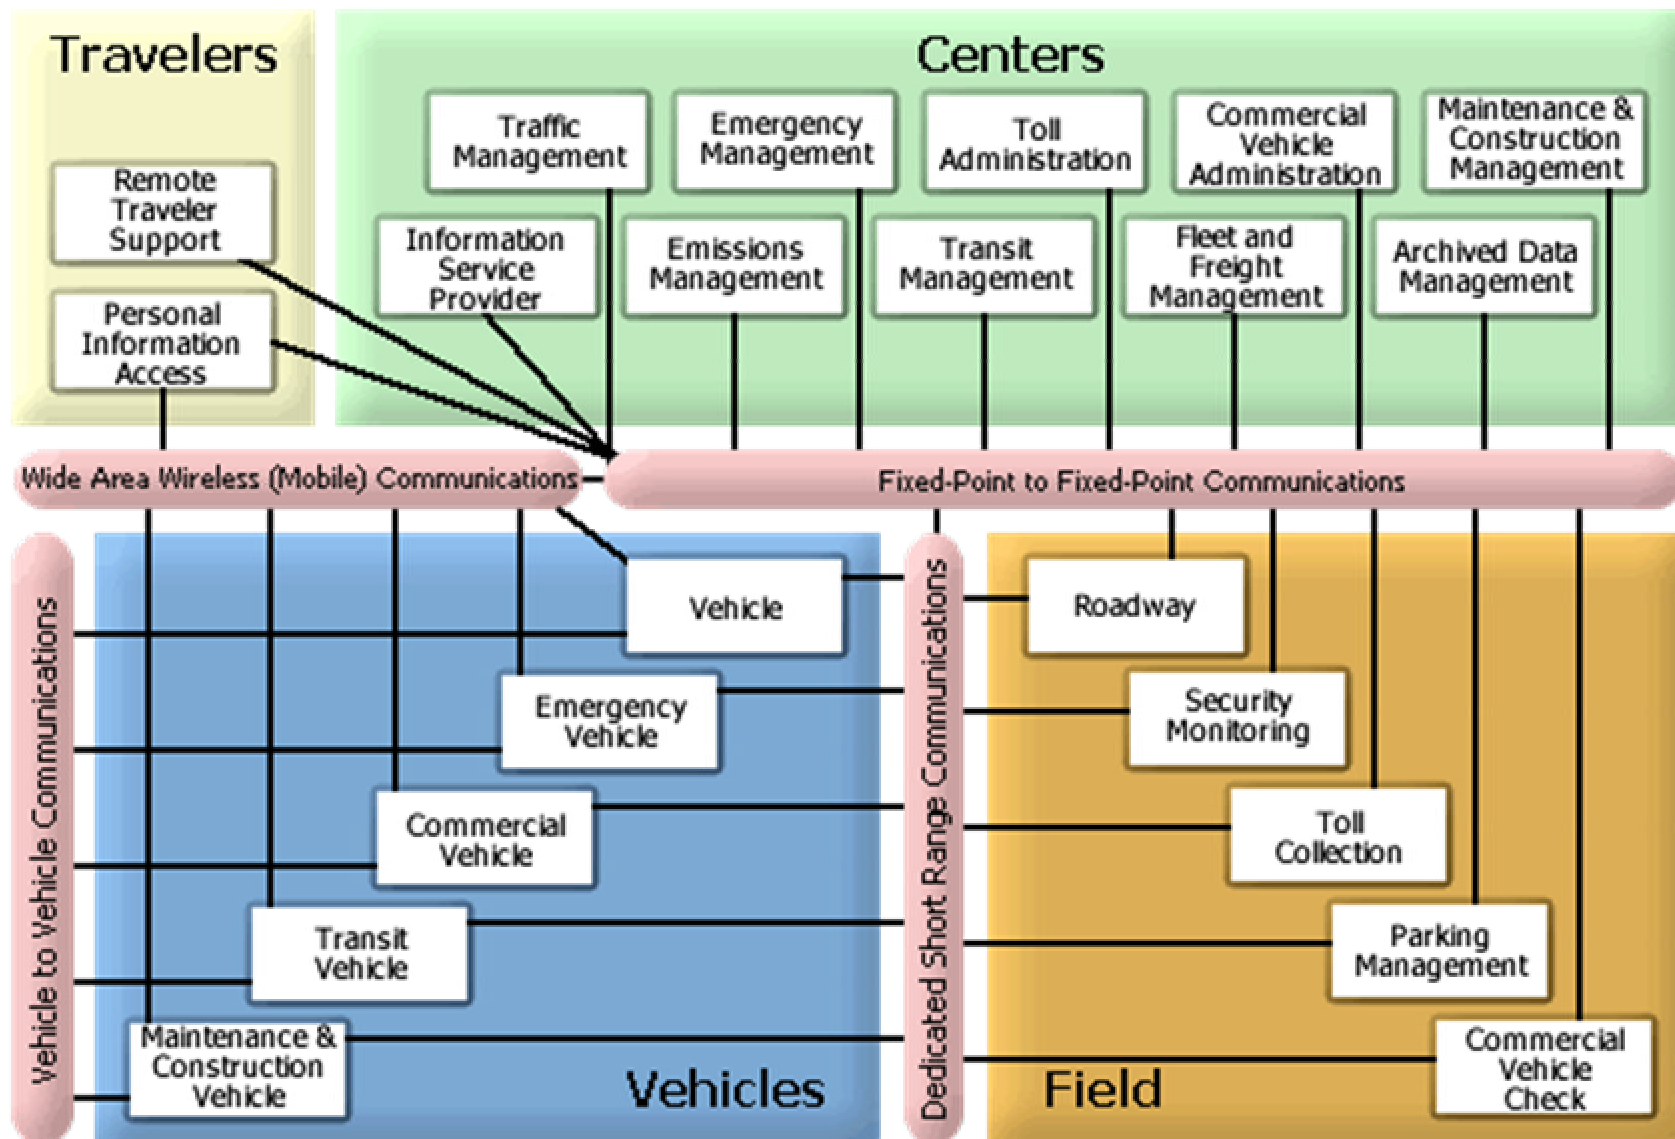 Travelers
Centers
Traffic
Management
Emergency
Management
Toll
Administration
Commercial
Vehicle
Administration
Maintenance &
Construction
Management
Remote
Traveler
Support
Information
Service
Provider
Emissions
Management
Transit
Management
Fleet and
Freight
Management
Archived Data
Management
Personal
Information
Access
Wide Area Wireless (Mobile) Communications
Fixed-Point to Fixed-Point Communications
Vehicle to Vehicle Communications
Vehicle
Emergency
Vehicle
Commercial
Vehicle
Transit
Vehicle
Maintenance &
Construction
Vehicle
Vehicles
Dedicated Short Range Communications
Roadway
Security
Monitoring
Toll
Collection
Parking
Management
Commercial
Vehicle
Check
Field